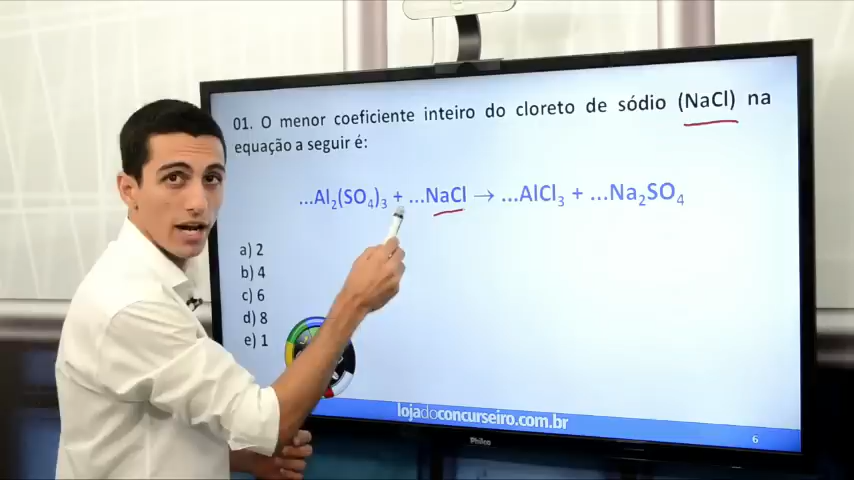 01. O menor coeficiente inteiro do cloreto de sódio (NaCl) na
equação a seguir é:
...Al₂(SO₄)₃ + ...NaCl → ...AlCl₃ + ...Na₂SO₄
a) 2
b) 4
c) 6
d) 8
e) 1
lojadoconcurseiro.com.br
6
Philco